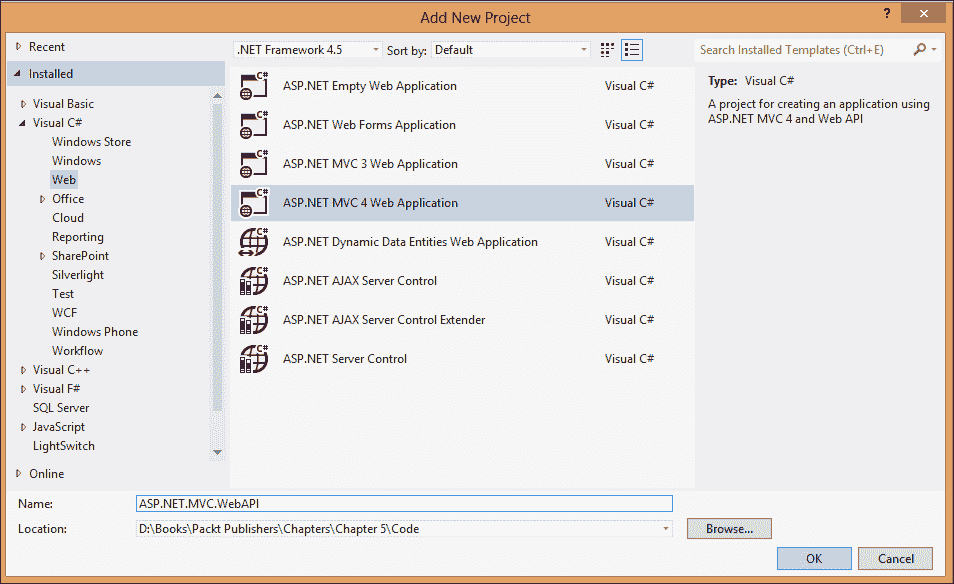 Add New Project
?
Recent
Installed
Visual Basic
Visual C#
Windows Store
Windows
Web
Office
Cloud
Reporting
SharePoint
Silverlight
Test
WCF
Windows Phone
Workflow
Visual C++
Visual F#
SQL Server
JavaScript
LightSwitch
Online
.NET Framework 4.5
Sort by: Default
C# ASP.NET Empty Web Application Visual C#
C# ASP.NET Web Forms Application Visual C#
C# ASP.NET MVC 3 Web Application Visual C#
C# ASP.NET MVC 4 Web Application Visual C#
C# ASP.NET Dynamic Data Entities Web Application Visual C#
C# ASP.NET AJAX Server Control Visual C#
C# ASP.NET AJAX Server Control Extender Visual C#
C# ASP.NET Server Control Visual C#
Search Installed Templates (Ctrl+E)
Type: Visual C#
A project for creating an application using
ASP.NET MVC 4 and Web API
Name: ASP.NET.MVC.WebAPI
Location: D:\Books\Packt Publishers\Chapters\Chapter 5\Code
Browse...
OK
Cancel